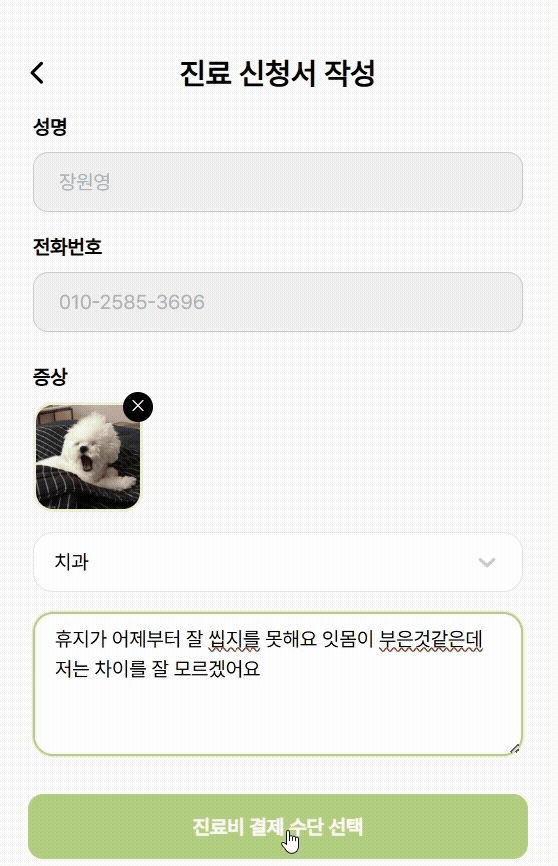 진료 신청서 작성
성명
장원영
전화번호
010-2585-3696
증상
치과
휴지가 어제부터 잘 씹지를 못해요 잇몸이 부은것같은데
저는 차이를 잘 모르겠어요
진료비 결제 수단 선택